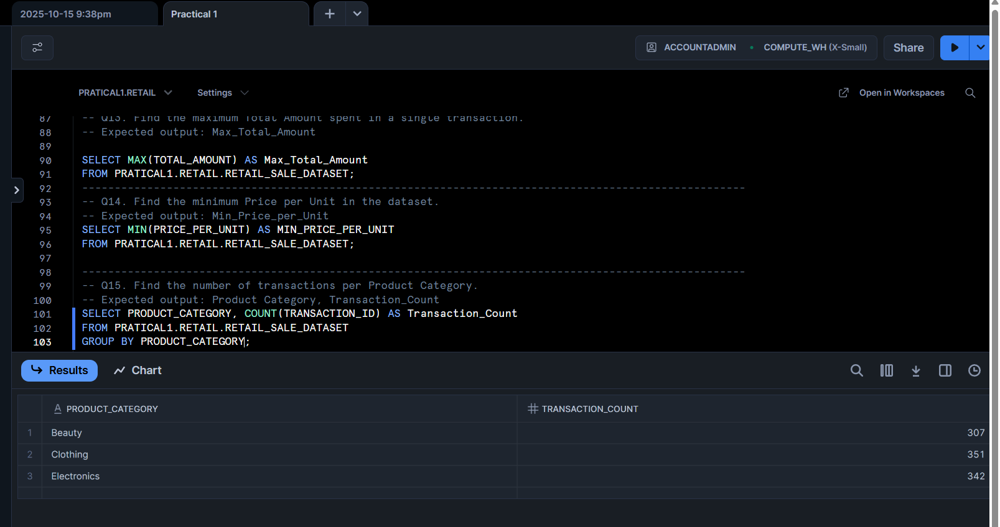 2025-10-15 9:38pm
Practical 1
ACCOUNTADMIN
COMPUTE_WH (X-Small)
Share
PRATICAL1.RETAIL
Settings
Open in Workspaces
87 -- Q13. Find the maximum Total Amount spent in a single transaction.
88 -- Expected output: Max_Total_Amount
89
90 SELECT MAX(TOTAL_AMOUNT) AS Max_Total_Amount
91 FROM PRATICAL1.RETAIL.RETAIL_SALE_DATASET;
92 ------------------------------------------------------------------------------------------------------
93 -- Q14. Find the minimum Price per Unit in the dataset.
94 -- Expected output: Min_Price_per_Unit
95 SELECT MIN(PRICE_PER_UNIT) AS MIN_PRICE_PER_UNIT
96 FROM PRATICAL1.RETAIL.RETAIL_SALE_DATASET;
97
98 ------------------------------------------------------------------------------------------------------
99 -- Q15. Find the number of transactions per Product Category.
100 -- Expected output: Product Category, Transaction_Count
101 SELECT PRODUCT_CATEGORY, COUNT(TRANSACTION_ID) AS Transaction_Count
102 FROM PRATICAL1.RETAIL.RETAIL_SALE_DATASET
103 GROUP BY PRODUCT_CATEGORY;
Results
Chart
PRODUCT_CATEGORY TRANSACTION_COUNT
1 Beauty 307
2 Clothing 351
3 Electronics 342